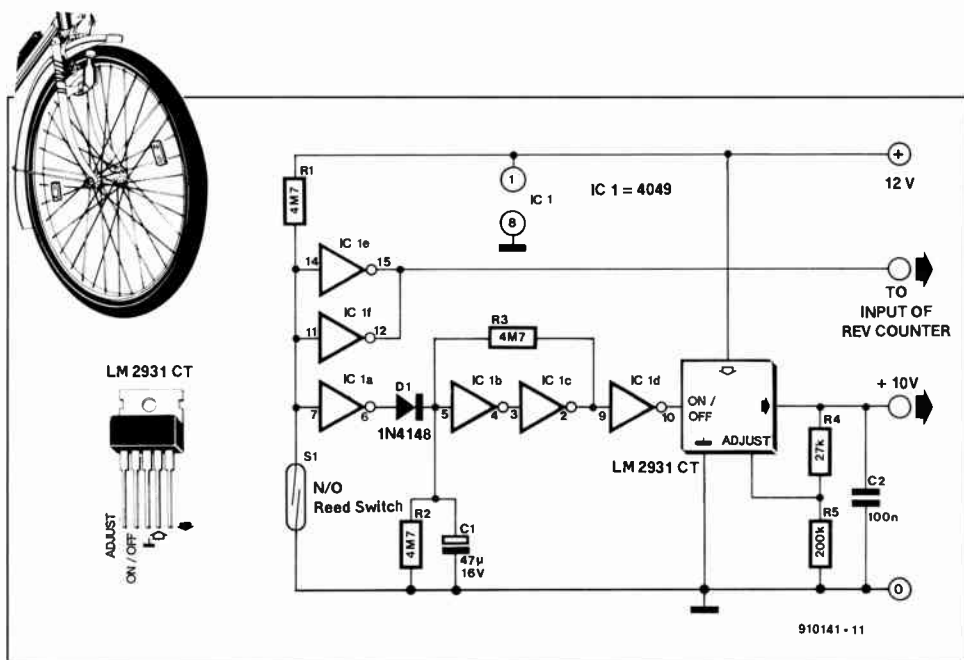 R1
4M7
1
8
IC 1
IC 1 = 4049
+
12 V
IC 1e
14
15
IC 1f
11
12
TO
INPUT OF
REV COUNTER
R3
4M7
LM 2931 CT
IC 1a
7
6
D1
1N4148
IC 1b
5
4
IC 1c
3
2
IC 1d
9
10
ON /
OFF
ADJUST
LM 2931 CT
+ 10V
R4
27k
C2
100n
R5
200k
S1
N/O
Reed Switch
R2
4M7
C1
47µ
16V
ADJUST
ON / OFF
0
910141 - 11